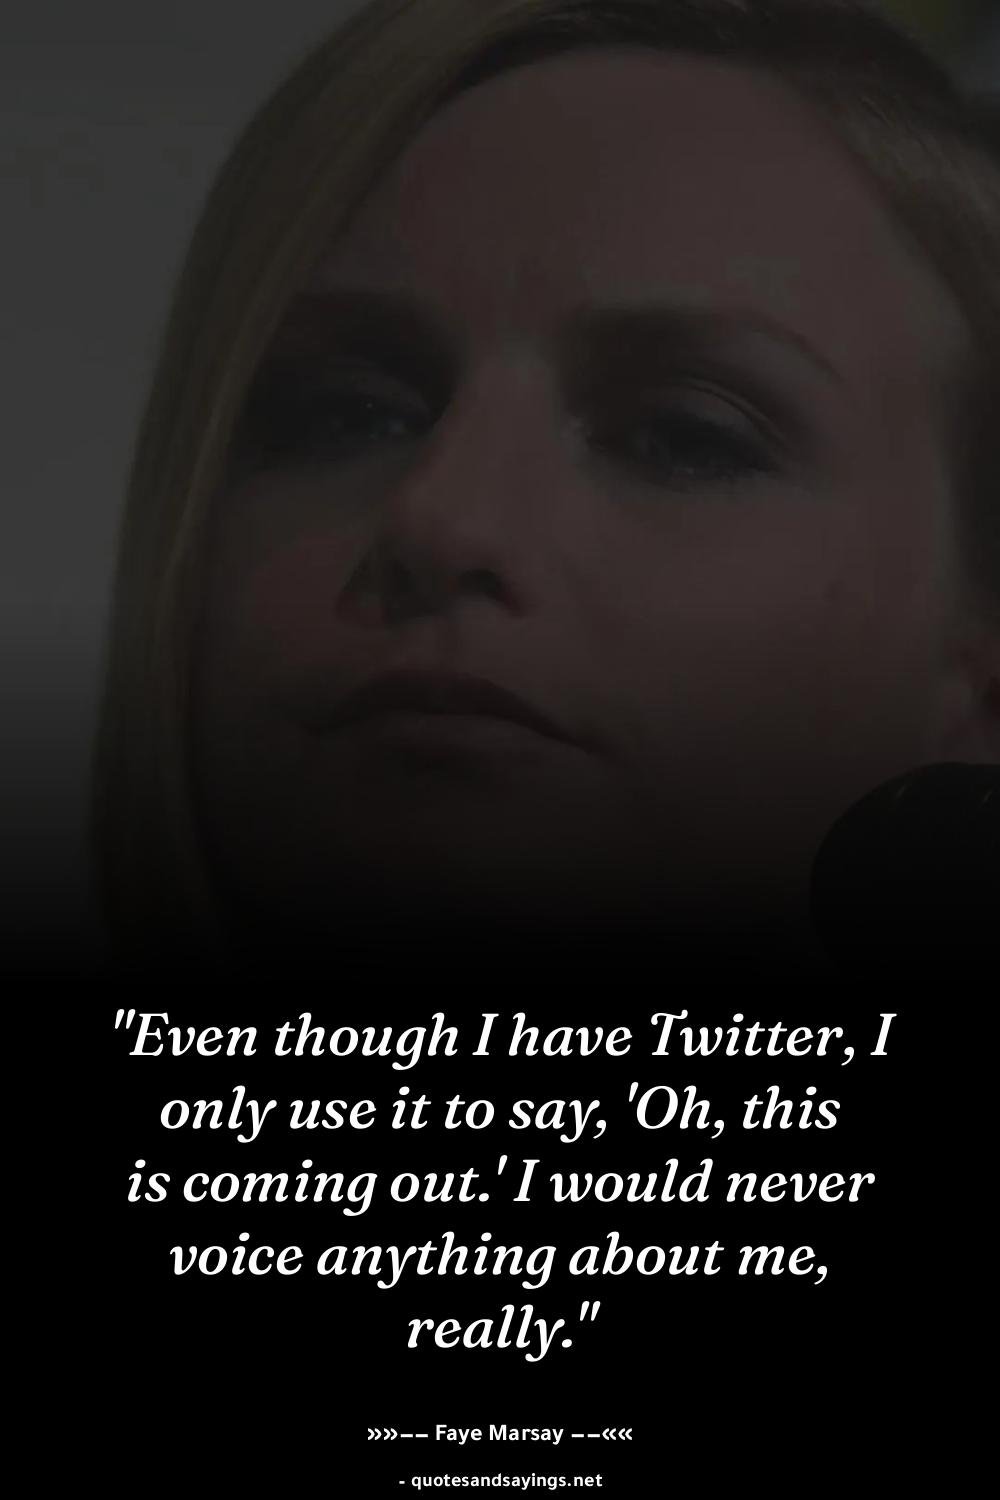 "Even though I have Twitter, I
only use it to say, 'Oh, this
is coming out.' I would never
voice anything about me,
really."
»»–– Faye Marsay ––««
- quotesandsayings.net